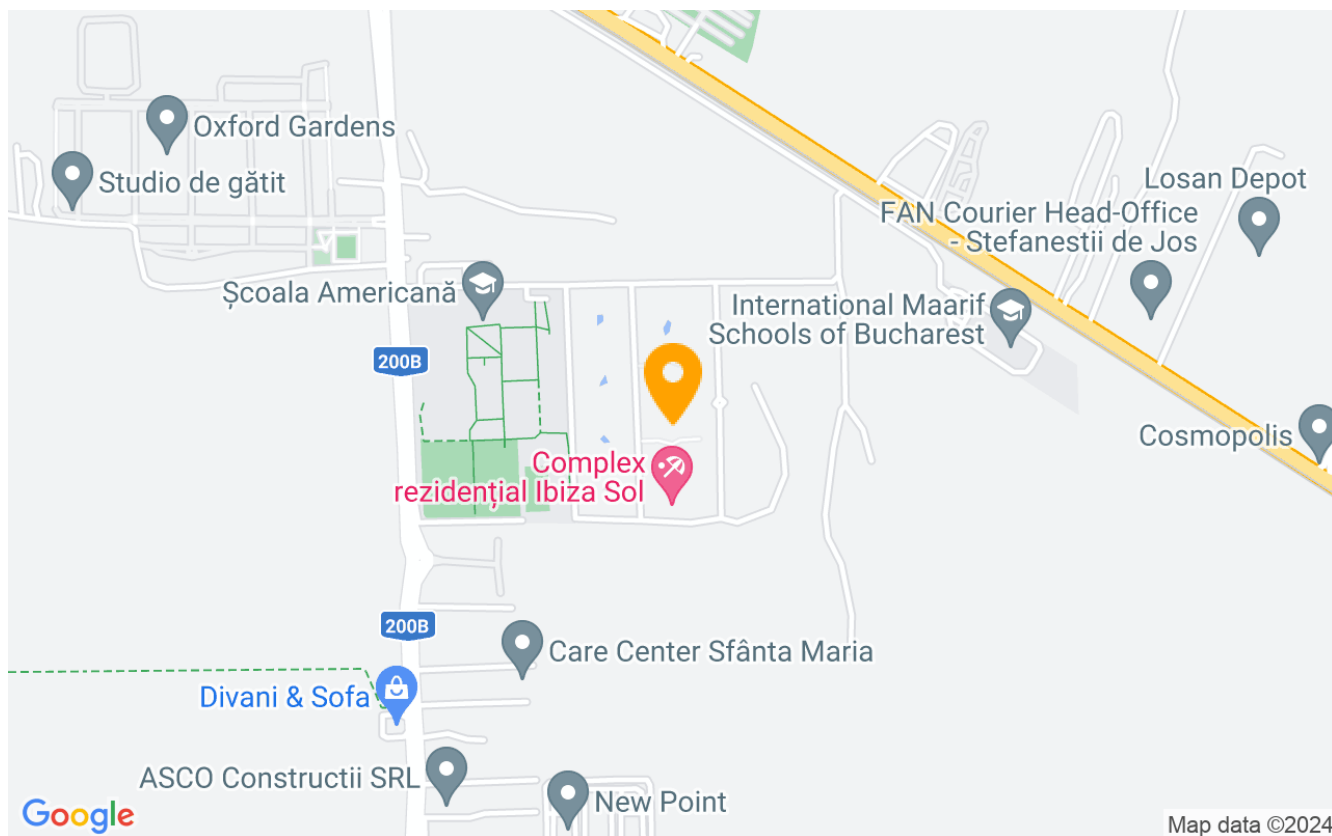 Oxford Gardens
Studio de gătit
Losan Depot
FAN Courier Head-Office
- Stefanestii de Jos
Școala Americană
International Maarif
Schools of Bucharest
200B
Cosmopolis
Complex
rezidențial Ibiza Sol
200B
Care Center Sfânta Maria
Divani & Sofa
ASCO Constructii SRL
New Point
Google
Map data ©2024